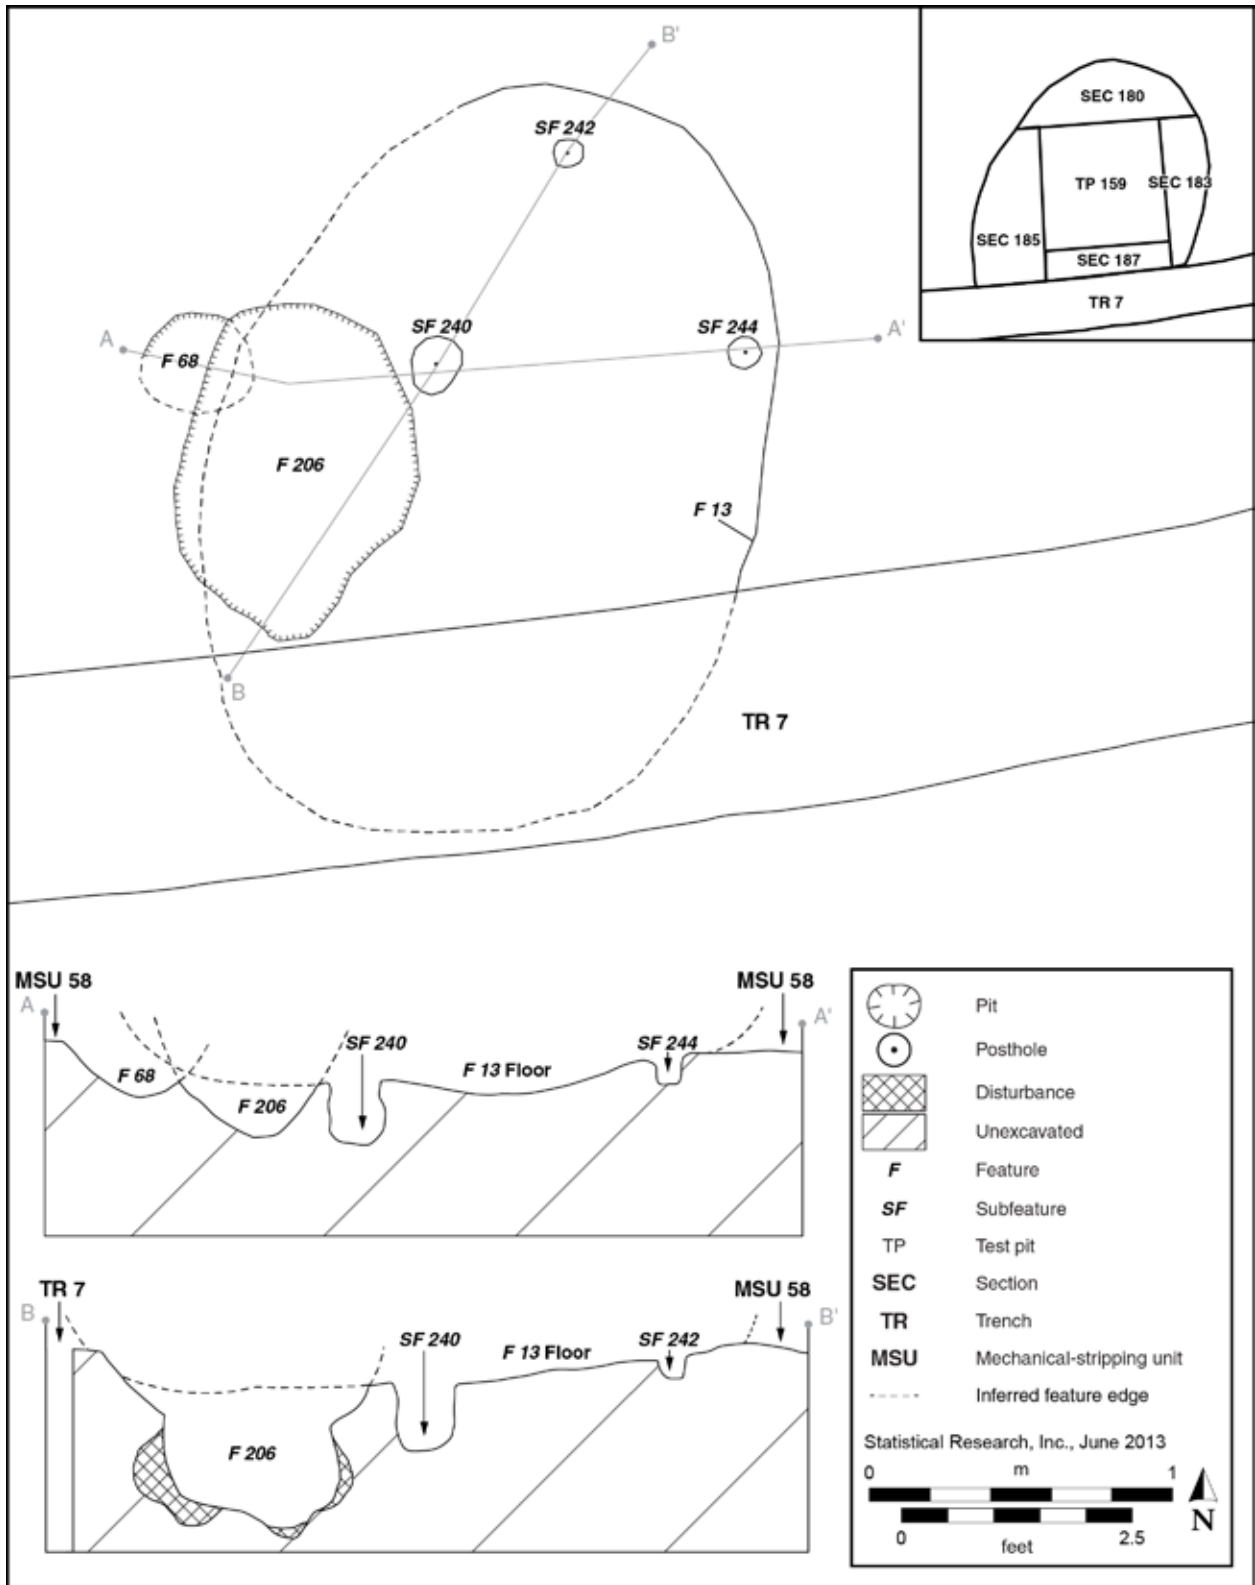 B'
SF 242
SEC 180
TP 159
SEC 183
SEC 185
SEC 187
TR 7
A
F 68
SF 240
SF 244
A'
F 206
F 13
B
TR 7
MSU 58
MSU 58
A
A'
SF 240
SF 244
F 68
F 13 Floor
F 206
TR 7
MSU 58
B
B'
SF 240
SF 242
F 13 Floor
F 206
Pit
Posthole
Disturbance
Unexcavated
F Feature
SF Subfeature
TP Test pit
SEC Section
TR Trench
MSU Mechanical-stripping unit
Inferred feature edge
Statistical Research, Inc., June 2013
0 m 1
N
0 2.5
feet